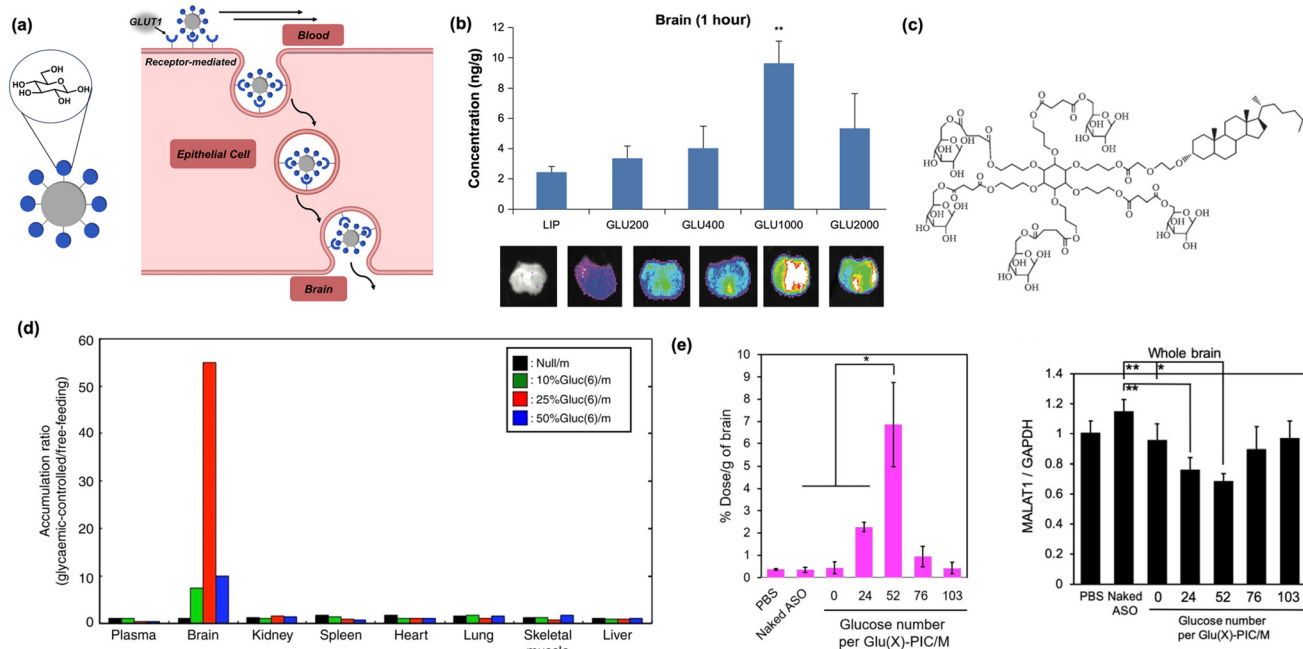 (a)
GLUT1
Blood
Receptor-mediated
OH
HO
HO
O
OH
OH
Epithelial Cell
Brain
(b)
Brain (1 hour)
**
Concentration (ng/g)
12
10
8
6
4
2
0
LIP GLU200 GLU400 GLU1000 GLU2000
(c)
(d)
Accumulation ratio
(glycaemic-controlled/free-feeding)
60
50
40
30
20
10
0
: Null/m
: 10%Gluc(6)/m
: 25%Gluc(6)/m
: 50%Gluc(6)/m
Plasma Brain Kidney Spleen Heart Lung Skeletal Liver
(e)
% Dose/g of brain
10
9
8
7
6
5
4
3
2
1
0
*
PBS Naked ASO 0 24 52 76 103
Glucose number
per Glu(X)-PIC/M
Whole brain
** *
**
MALAT1 / GAPDH
1.4
1.2
1
0.8
0.6
0.4
0.2
0
PBS Naked 0 24 52 76 103
ASO
Glucose number
per Glu(X)-PIC/M